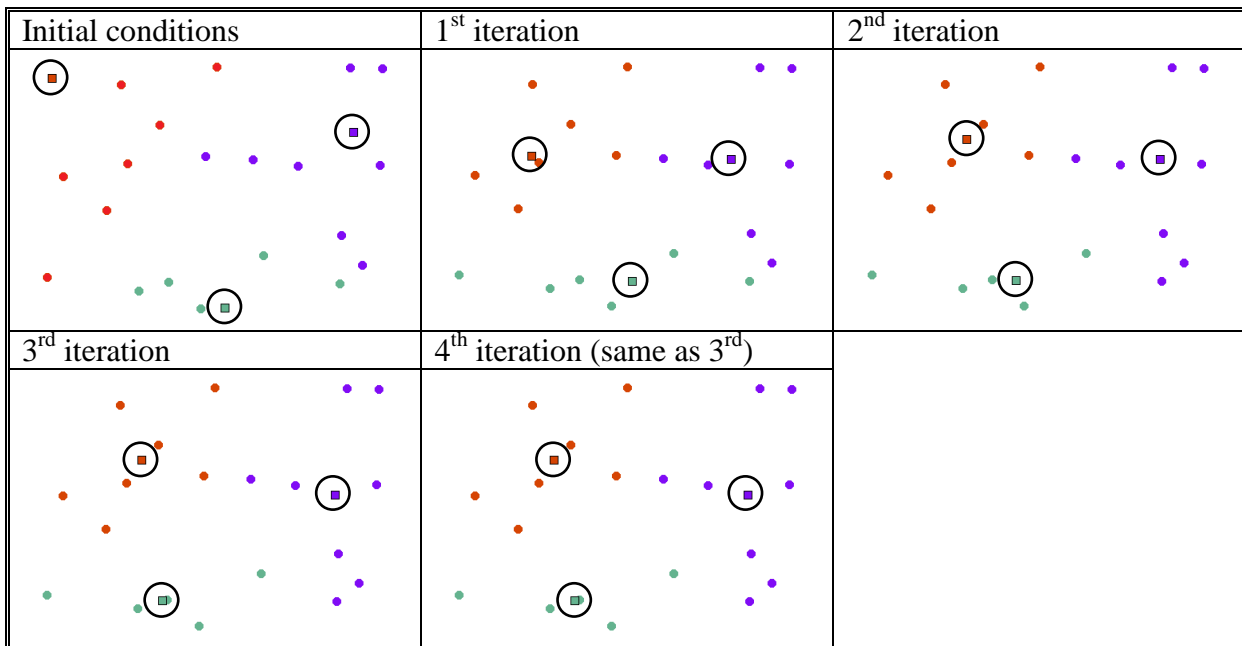 Initial conditions
1st iteration
2nd iteration
3rd iteration
4th iteration (same as 3rd)